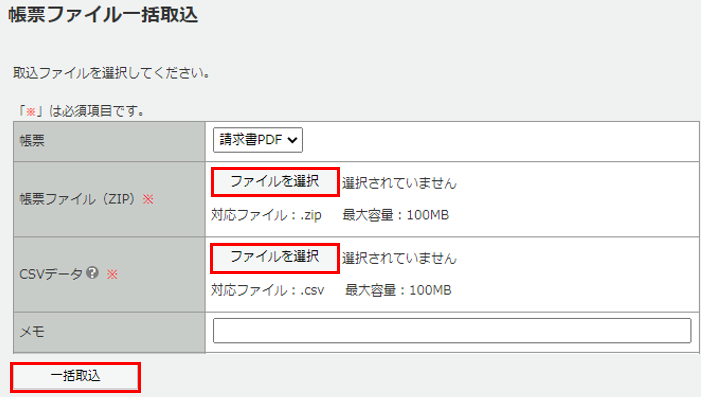 帳票ファイル一括取込
取込ファイルを選択してください。
「※」は必須項目です。
帳票
請求書PDF
帳票ファイル（ZIP）※
ファイルを選択 選択されていません
対応ファイル：.zip 最大容量：100MB
CSVデータ ? ※
ファイルを選択 選択されていません
対応ファイル：.csv 最大容量：100MB
メモ
一括取込